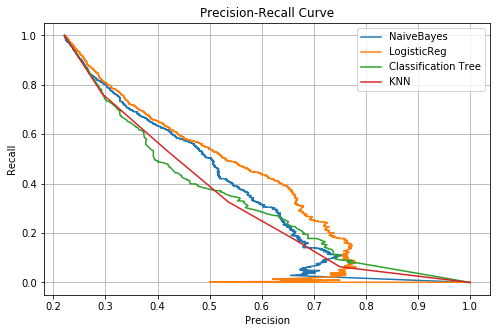 Precision-Recall Curve
NaiveBayes
LogisticReg
Classification Tree
KNN
Recall
1.0
0.8
0.6
0.4
0.2
0.0
0.2 0.3 0.4 0.5 0.6 0.7 0.8 0.9 1.0
Precision